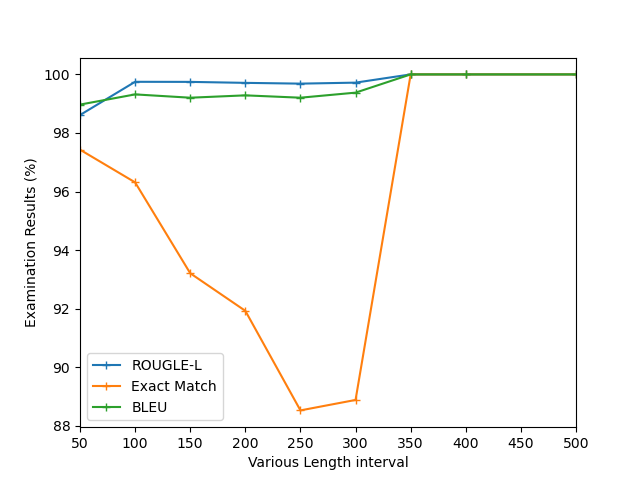 100
98
96
94
92
90
88
Examination Results (%)
ROUGLE-L
Exact Match
BLEU
50 100 150 200 250 300 350 400 450 500
Various Length interval